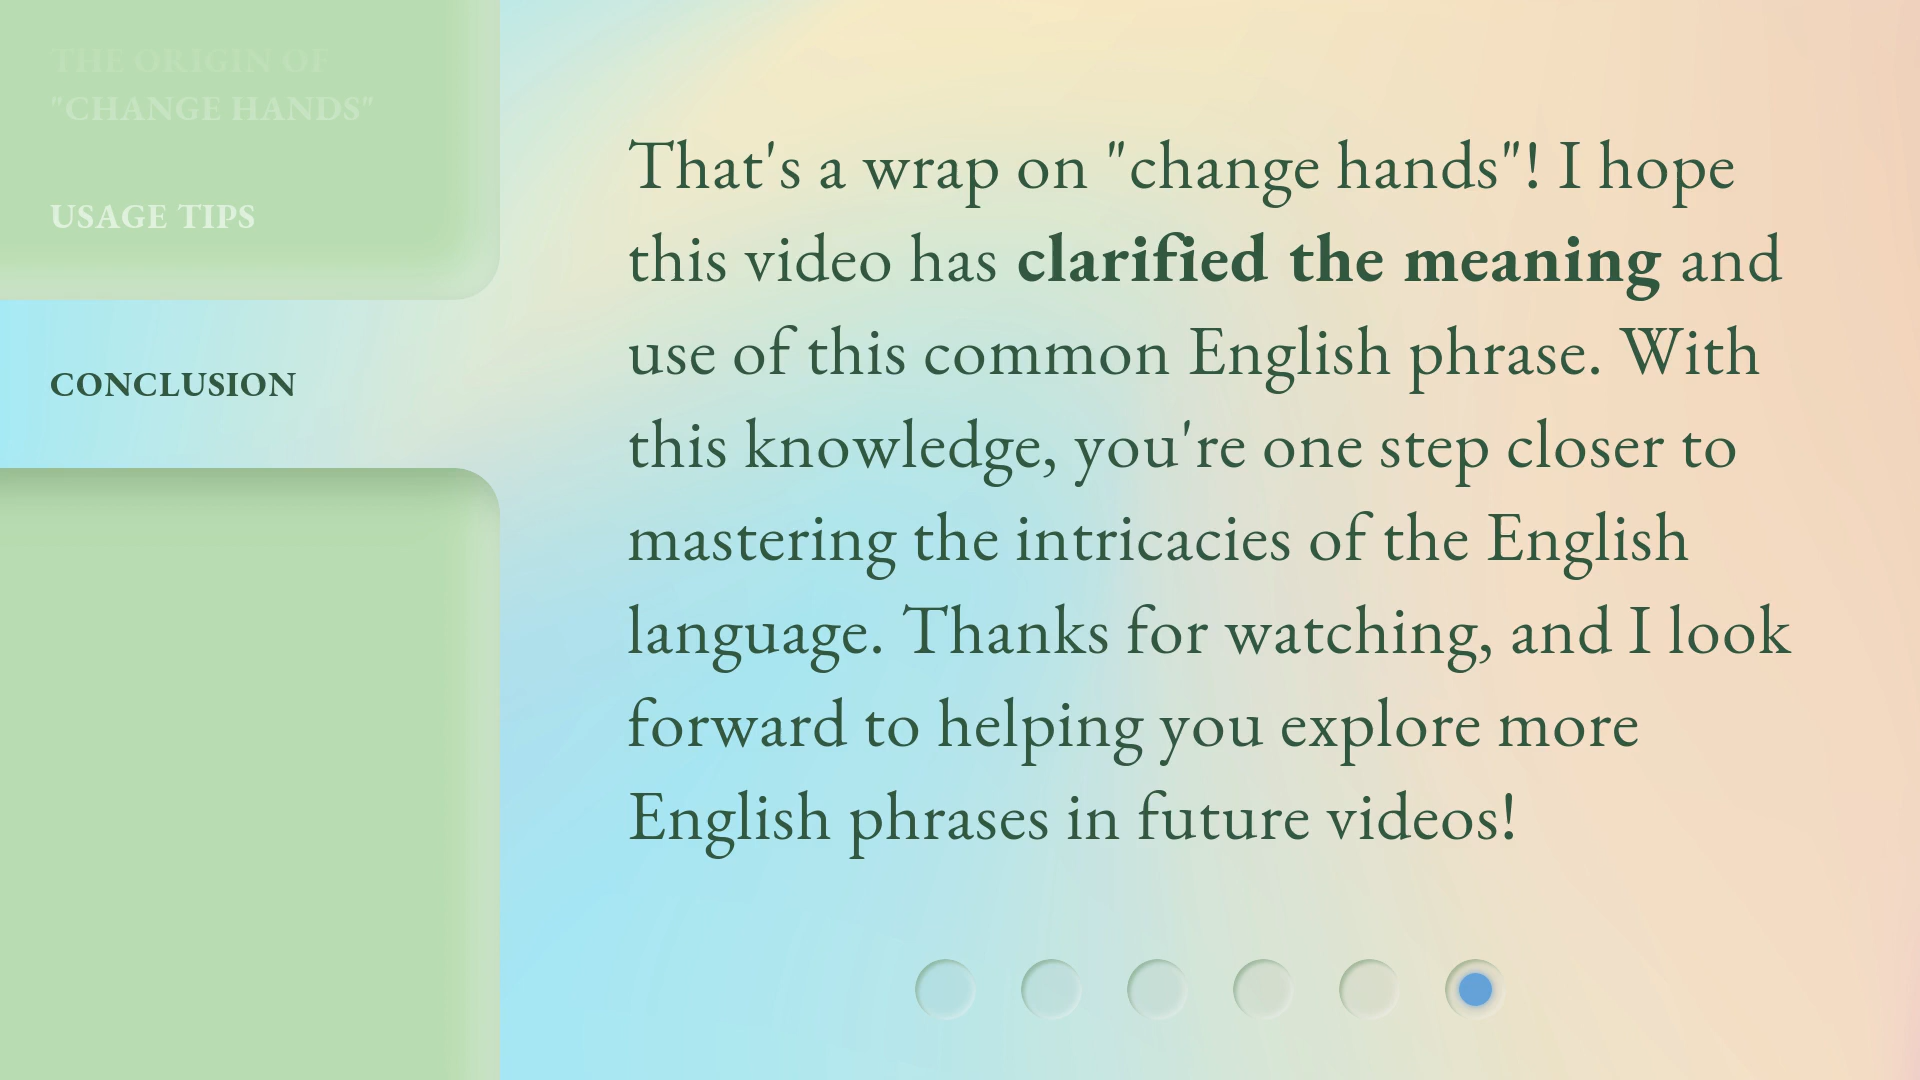 THE ORIGIN OF
"CHANGE HANDS"
USAGE TIPS
CONCLUSION
That's a wrap on "change hands"! I hope
this video has clarified the meaning and
use of this common English phrase. With
this knowledge, you're one step closer to
mastering the intricacies of the English
language. Thanks for watching, and I look
forward to helping you explore more
English phrases in future videos!